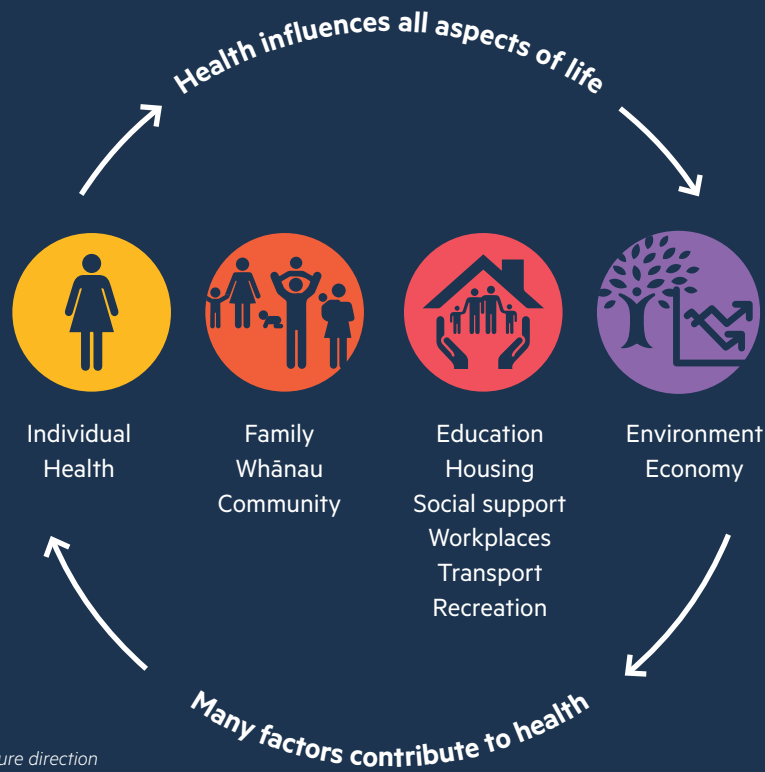 Health influences all aspects of life
Individual
Health
Family
Whānau
Community
Education
Housing
Social support
Workplaces
Transport
Recreation
Environment
Economy
Many factors contribute to health
direction